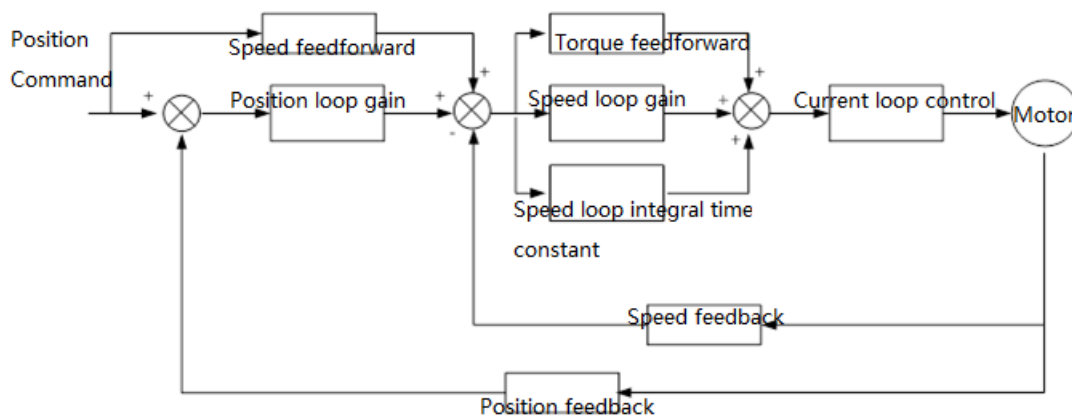 Position
Command
Speed feedforward
Torque feedforward
+
+
+
Position loop gain
+
-
Speed loop gain
+
+
Current loop control
Motor
Speed loop integral time
constant
Speed feedback
Position feedback